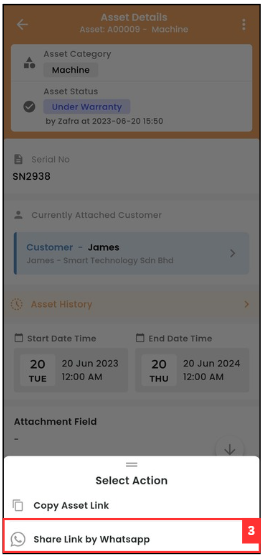 Asset Details
Asset: A00009 - Machine
Asset Category
Machine
Asset Status
Under Warranty
by Zafra at 2023-06-20 15:50
Serial No
SN2938
Currently Attached Customer
Customer - James
James - Smart Technology Sdn Bhd
Asset History
Start Date Time
End Date Time
20 TUE
20 Jun 2023
12:00 AM
20 THU
20 Jun 2024
12:00 AM
Attachment Field
-
Select Action
Copy Asset Link
Share Link by Whatsapp
3